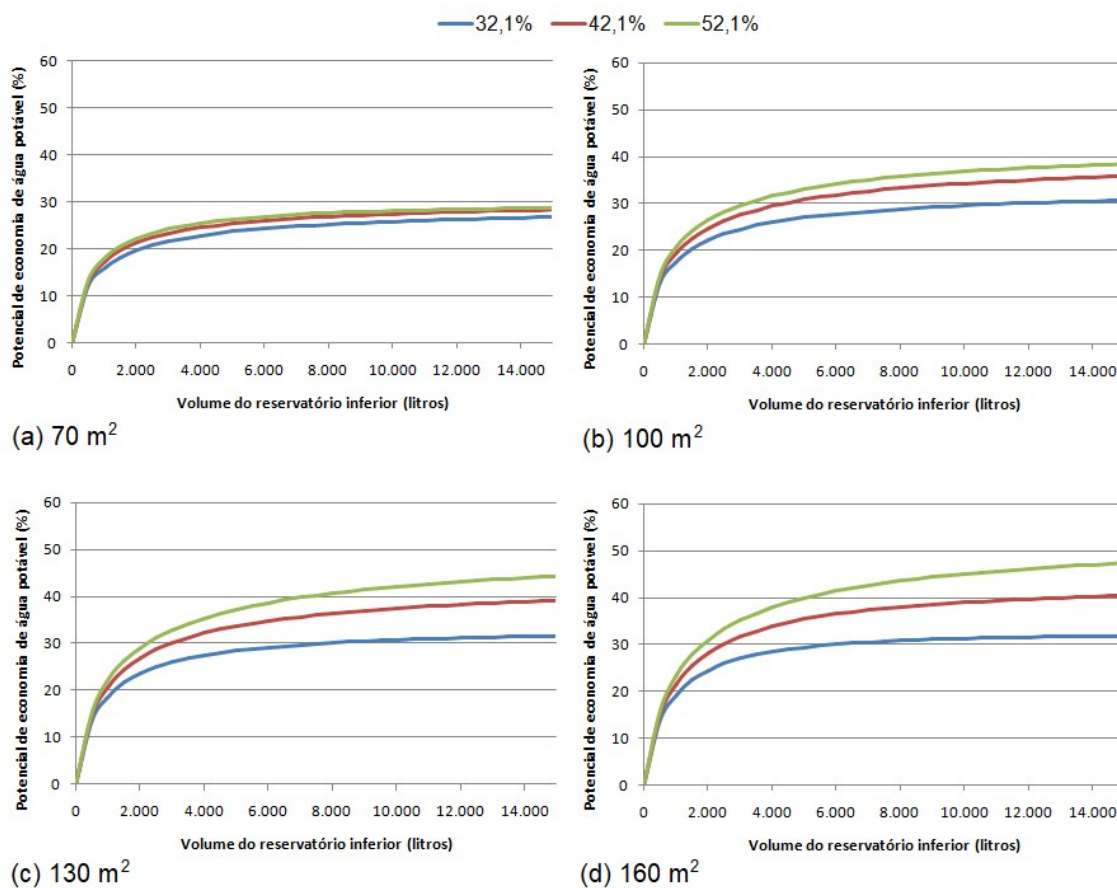 32,1% 42,1% 52,1%
Potencial de economia de água potável (%)
60
50
40
30
20
10
0
0 2.000 4.000 6.000 8.000 10.000 12.000 14.000
Volume do reservatório inferior (litros)
(a) 70 m²
Potencial de economia de água potável (%)
60
50
40
30
20
10
0
0 2.000 4.000 6.000 8.000 10.000 12.000 14.000
Volume do reservatório inferior (litros)
(b) 100 m²
Potencial de economia de água potável (%)
60
50
40
30
20
10
0
0 2.000 4.000 6.000 8.000 10.000 12.000 14.000
Volume do reservatório inferior (litros)
(c) 130 m²
Potencial de economia de água potável (%)
60
50
40
30
20
10
0
0 2.000 4.000 6.000 8.000 10.000 12.000 14.000
Volume do reservatório inferior (litros)
(d) 160 m²